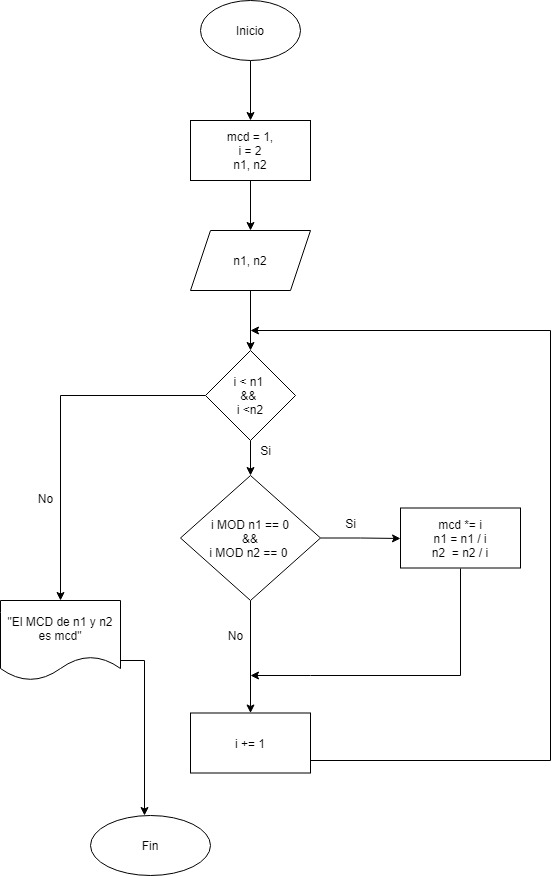 Inicio
mcd = 1,
i = 2
n1, n2
n1, n2
i < n1
&&
i <n2
Si
No
i MOD n1 == 0
&&
i MOD n2 == 0
Si
mcd *= i
n1 = n1 / i
n2 = n2 / i
"El MCD de n1 y n2
es mcd"
No
i += 1
Fin